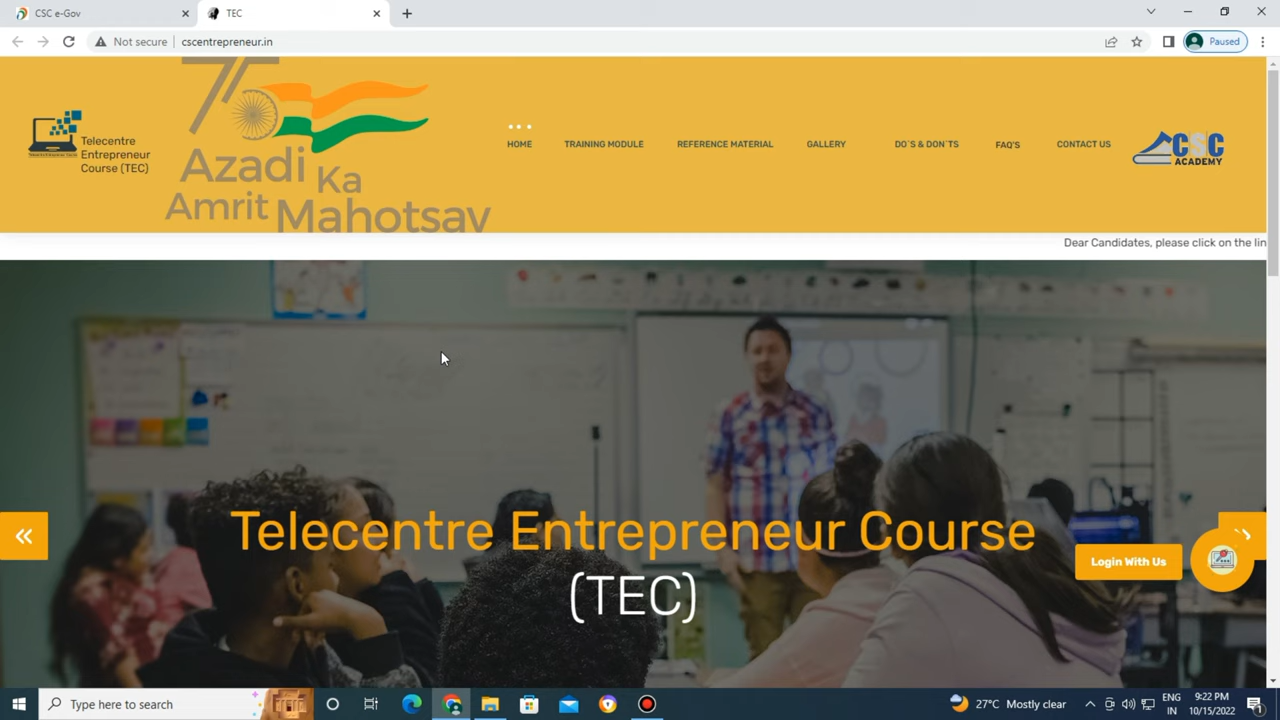 CSC e-Gov
TEC
Not secure
cscentrepreneur.in
Paused
Telecentre
Entrepreneur
Course (TEC)
75
Azadi Ka
Amrit Mahotsav
HOME
TRAINING MODULE
REFERENCE MATERIAL
GALLERY
DO`S & DON`TS
FAQ'S
CONTACT US
CSC
ACADEMY
Dear Candidates, please click on the lin
Telecentre Entrepreneur Course
(TEC)
Login With Us
Type here to search
27°C Mostly clear
ENG
IN
9:22 PM
10/15/2022